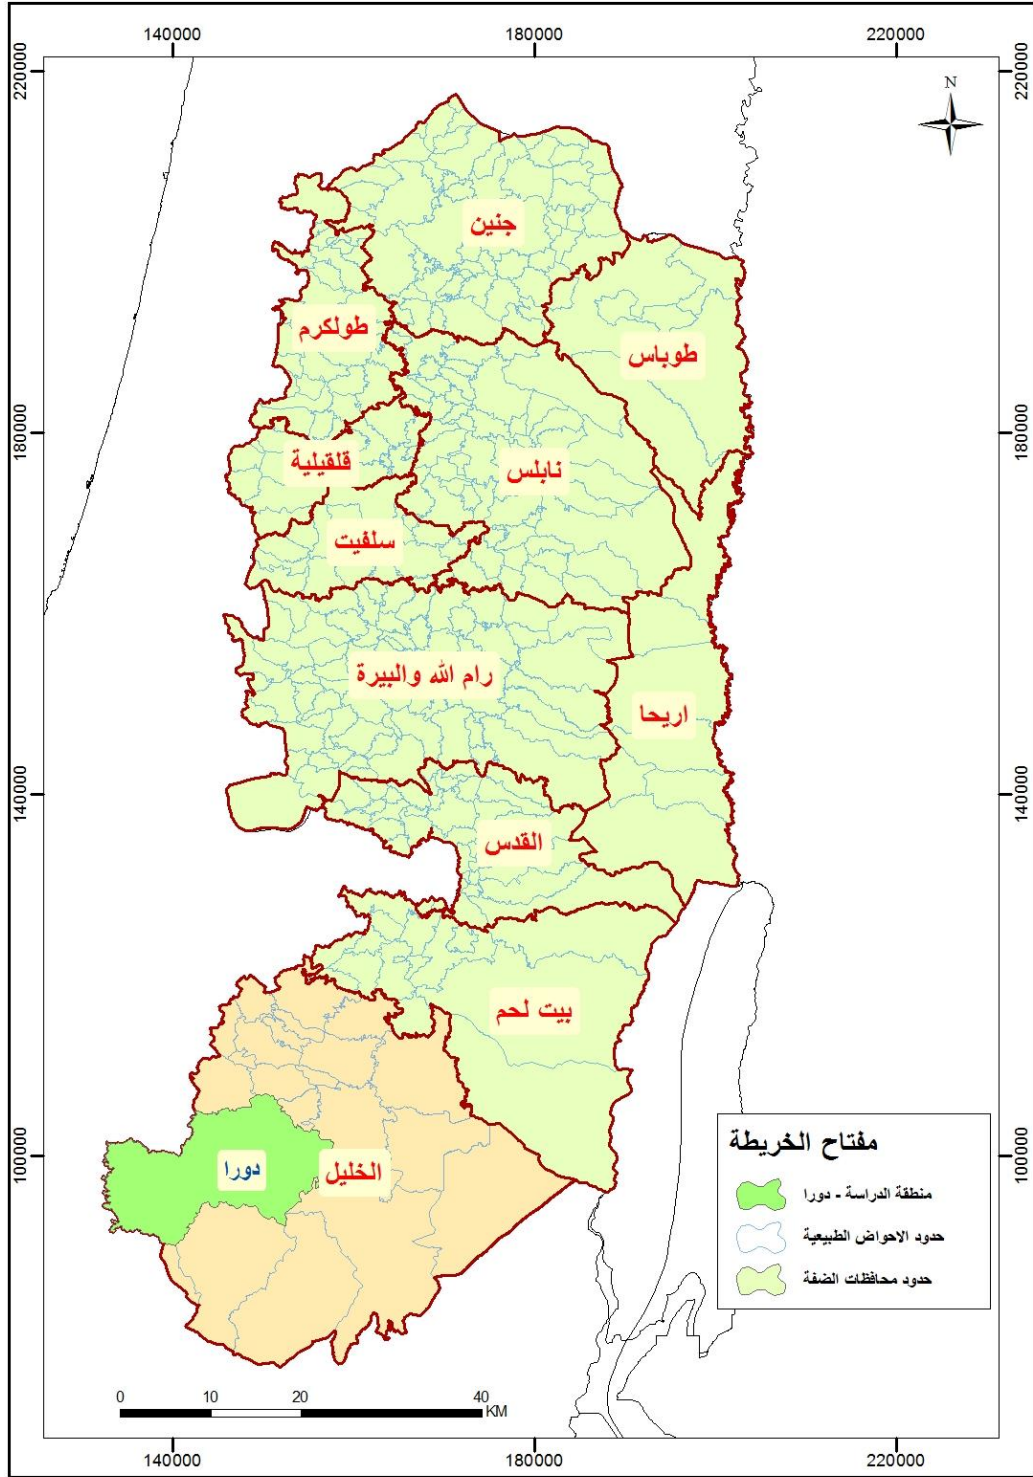 140000 180000 220000
220000 220000
N
جنين
طولكرم
طوباس
180000 180000
قلقيلية
نابلس
سلفيت
رام الله والبيرة
اريحا
140000 140000
القدس
بيت لحم
100000 100000
دورا
الخليل
مفتاح الخريطة
منطقة الدراسة - دورا
حدود الاحواض الطبيعية
حدود محافظات الضفة
0 10 20 40
KM
140000 180000 220000